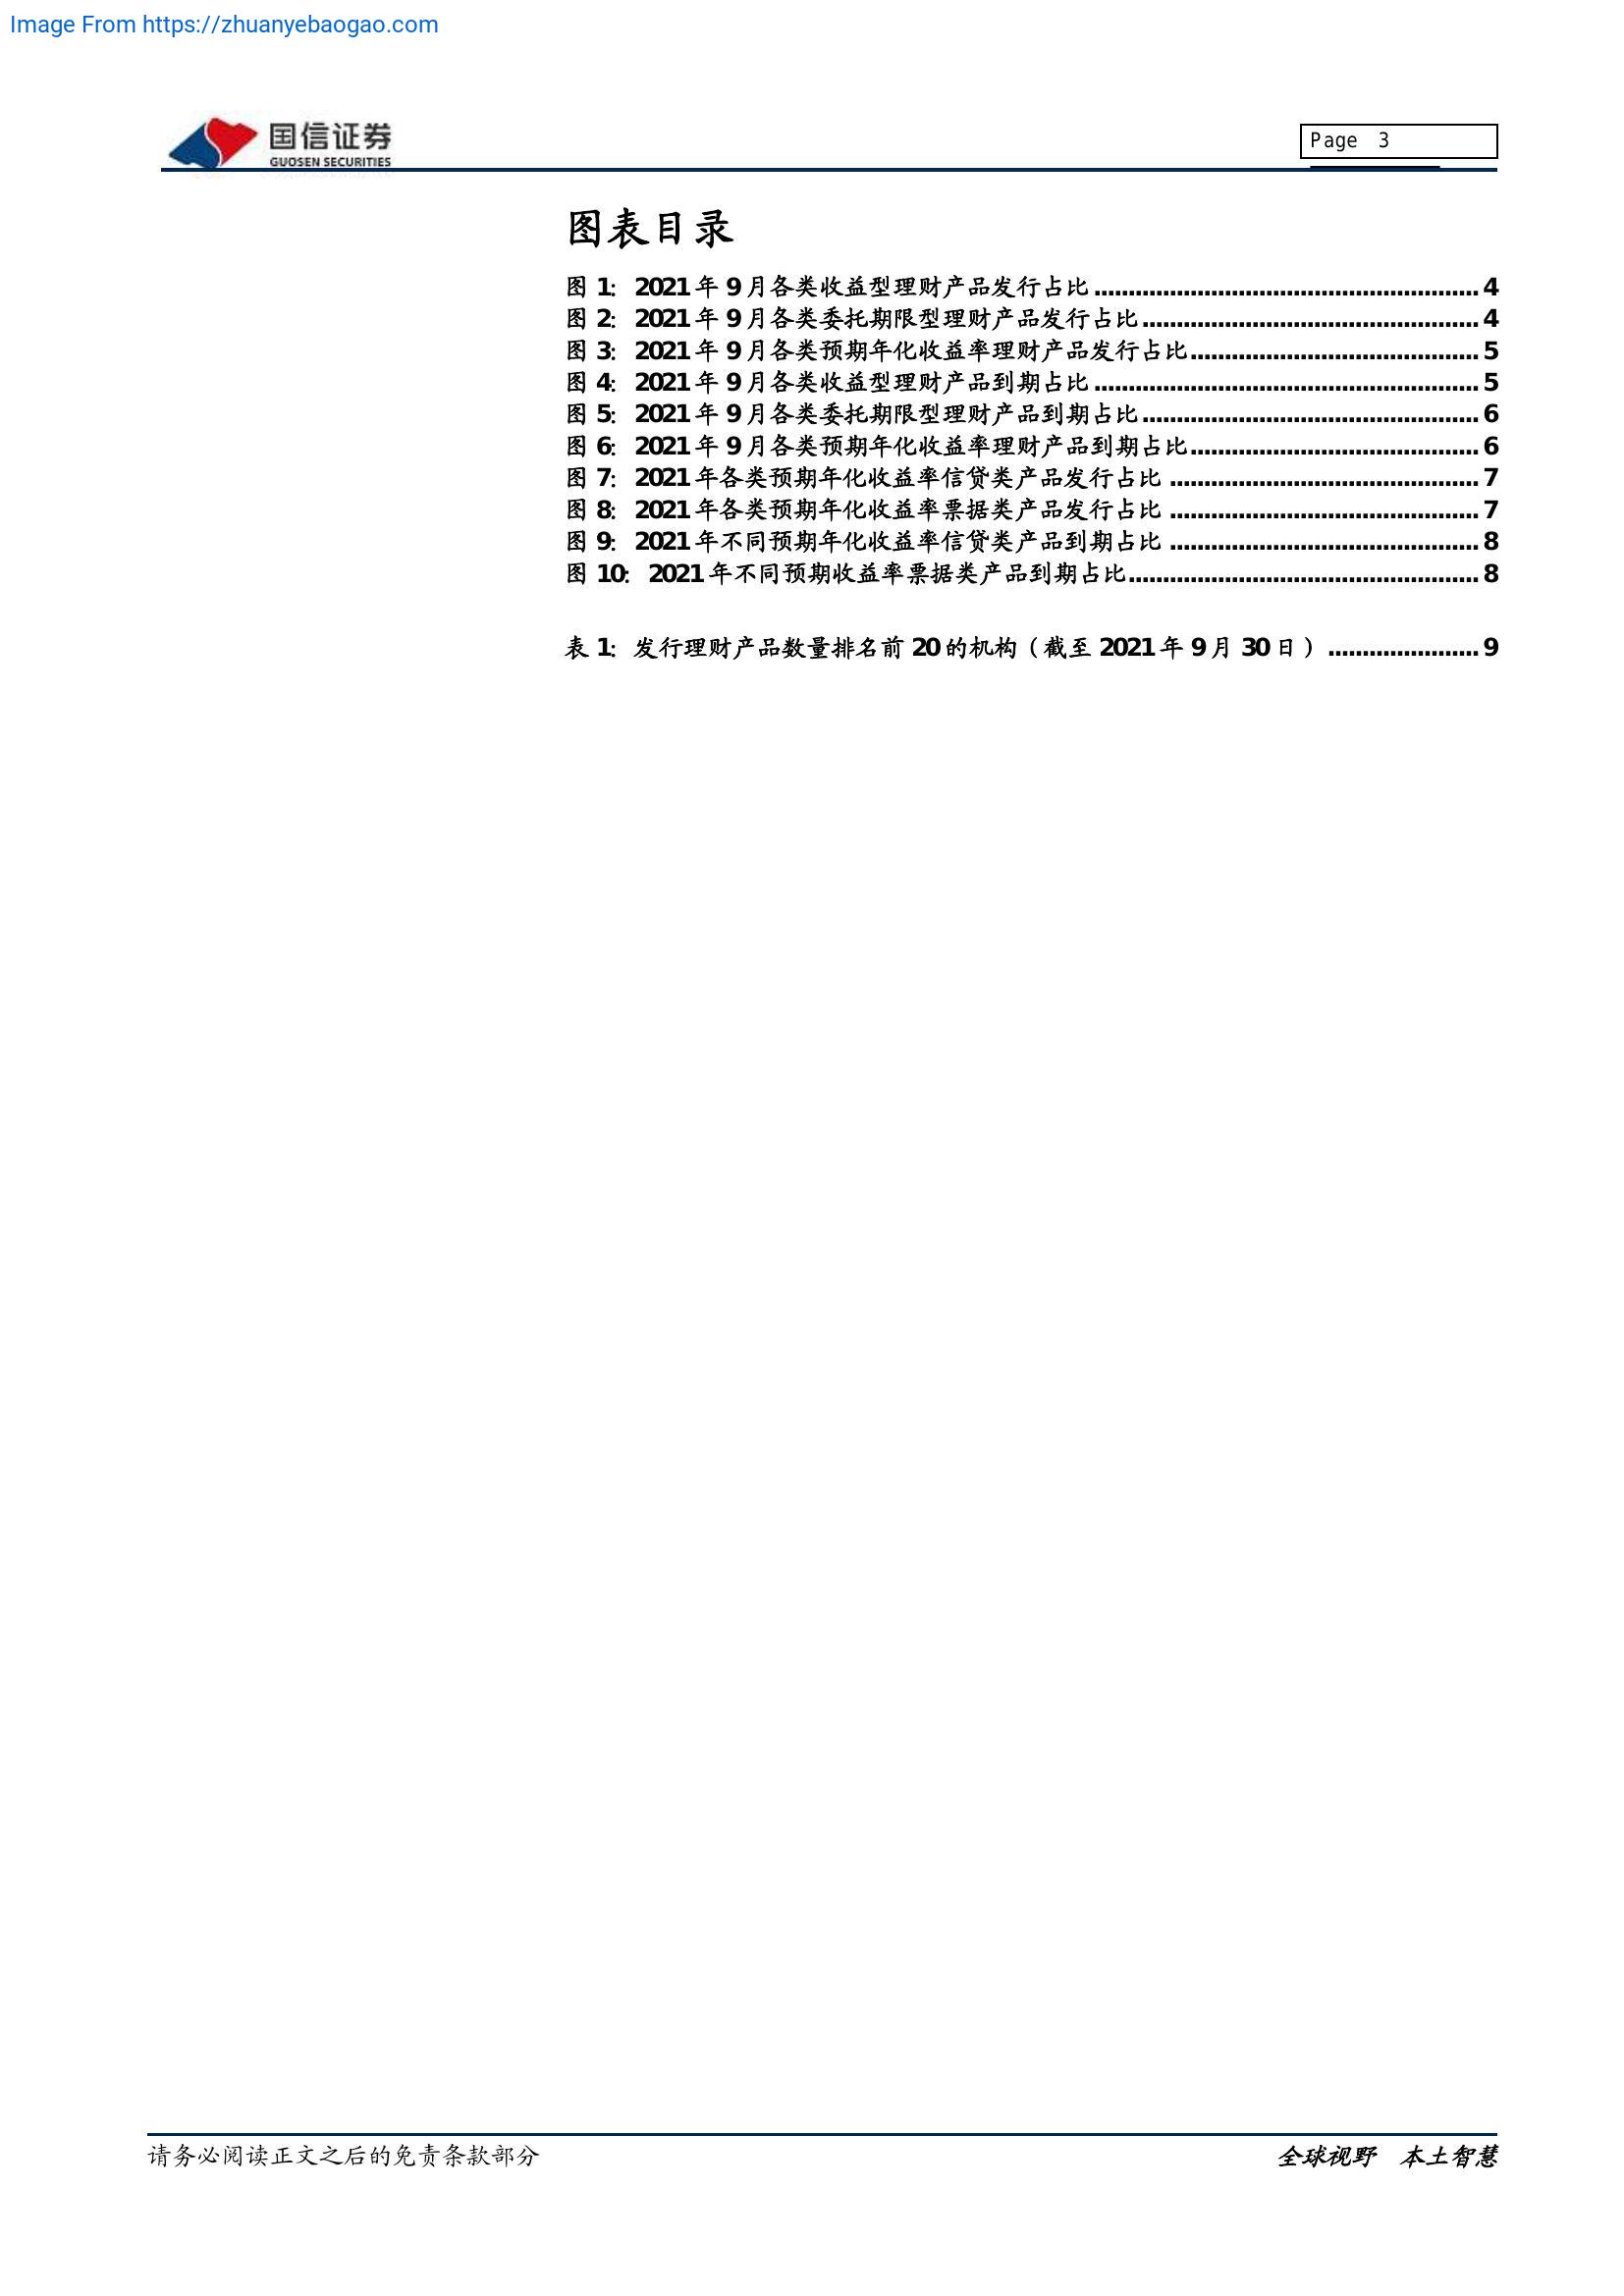 Image From https://zhuanyebaogao.com
国信证券
GUOSEN SECURITIES
Page 3
图表目录
图 1: 2021 年 9 月各类收益型理财产品发行占比........................................................4
图 2: 2021 年 9 月各类委托期限型理财产品发行占比.................................................4
图 3: 2021 年 9 月各类预期年化收益率理财产品发行占比..........................................5
图 4: 2021 年 9 月各类收益型理财产品到期占比........................................................5
图 5: 2021 年 9 月各类委托期限型理财产品到期占比.................................................6
图 6: 2021 年 9 月各类预期年化收益率理财产品到期占比..........................................6
图 7: 2021 年各类预期年化收益率信贷类产品发行占比.............................................7
图 8: 2021 年各类预期年化收益率票据类产品发行占比.............................................7
图 9: 2021 年不同预期年化收益率信贷类产品到期占比.............................................8
图 10: 2021 年不同预期收益率票据类产品到期占比...................................................8
表 1: 发行理财产品数量排名前 20 的机构（截至 2021 年 9 月 30 日）......................9
请务必阅读正文之后的免责条款部分
全球视野 本土智慧